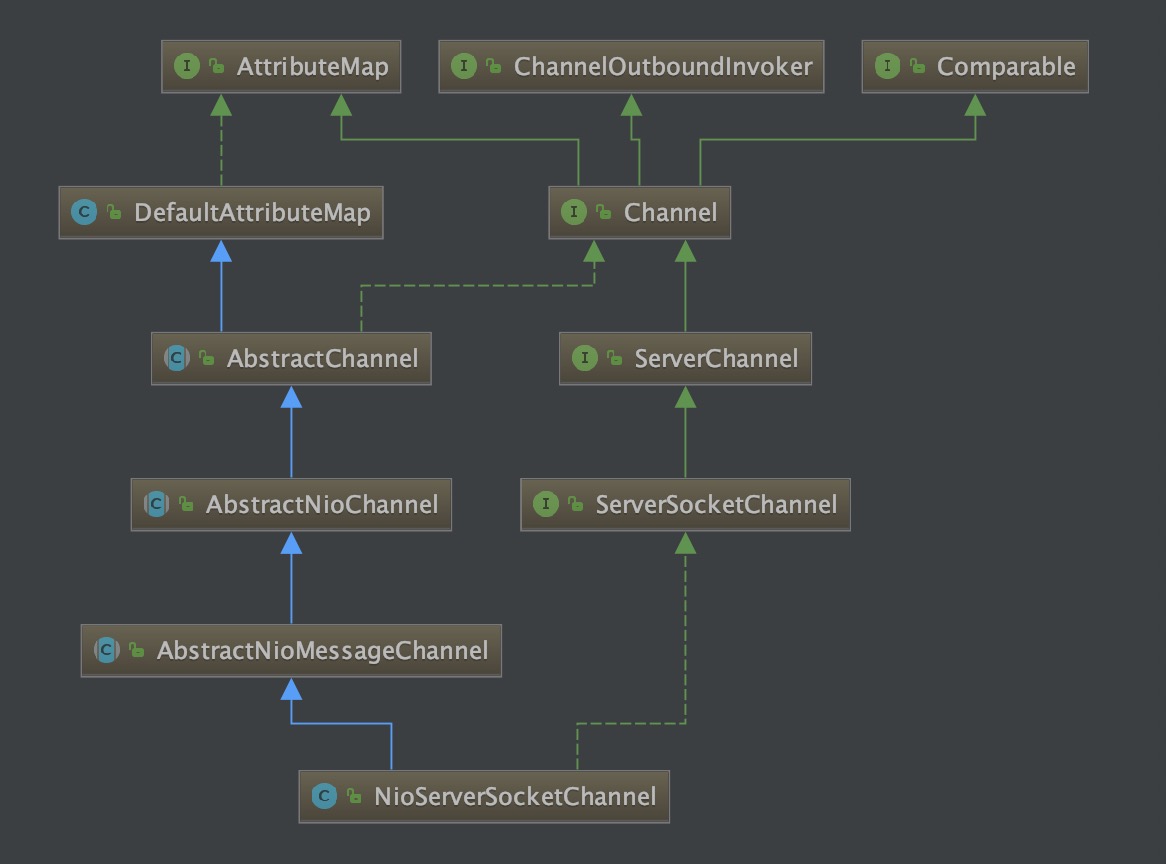 I AttributeMap
I ChannelOutboundInvoker
I Comparable
C DefaultAttributeMap
I Channel
C AbstractChannel
I ServerChannel
C AbstractNioChannel
I ServerSocketChannel
C AbstractNioMessageChannel
C NioServerSocketChannel